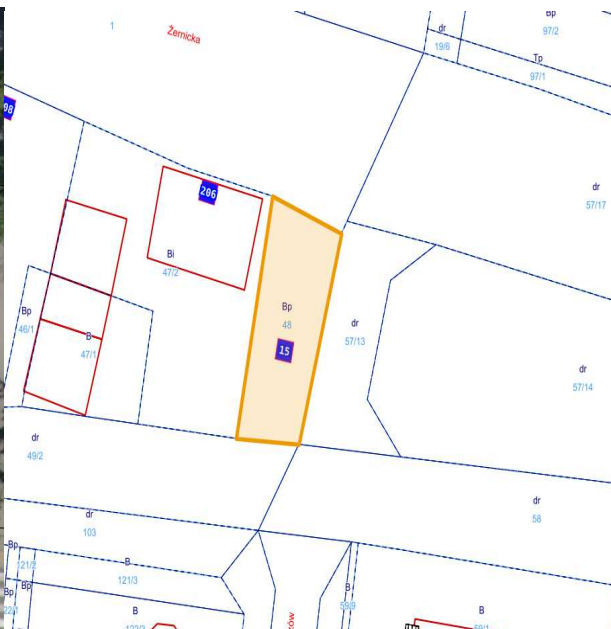 Bp
97/2
dr
19/6
1
Żernicka
Tp
97/1
206
dr
57/17
Bi
47/2
Bp
48
15
Bp
46/1
B
47/1
dr
57/13
dr
57/14
dr
49/2
dr
58
dr
103
Bp
121/2
B
121/3
Bp
Bp
B
59/9
B
B